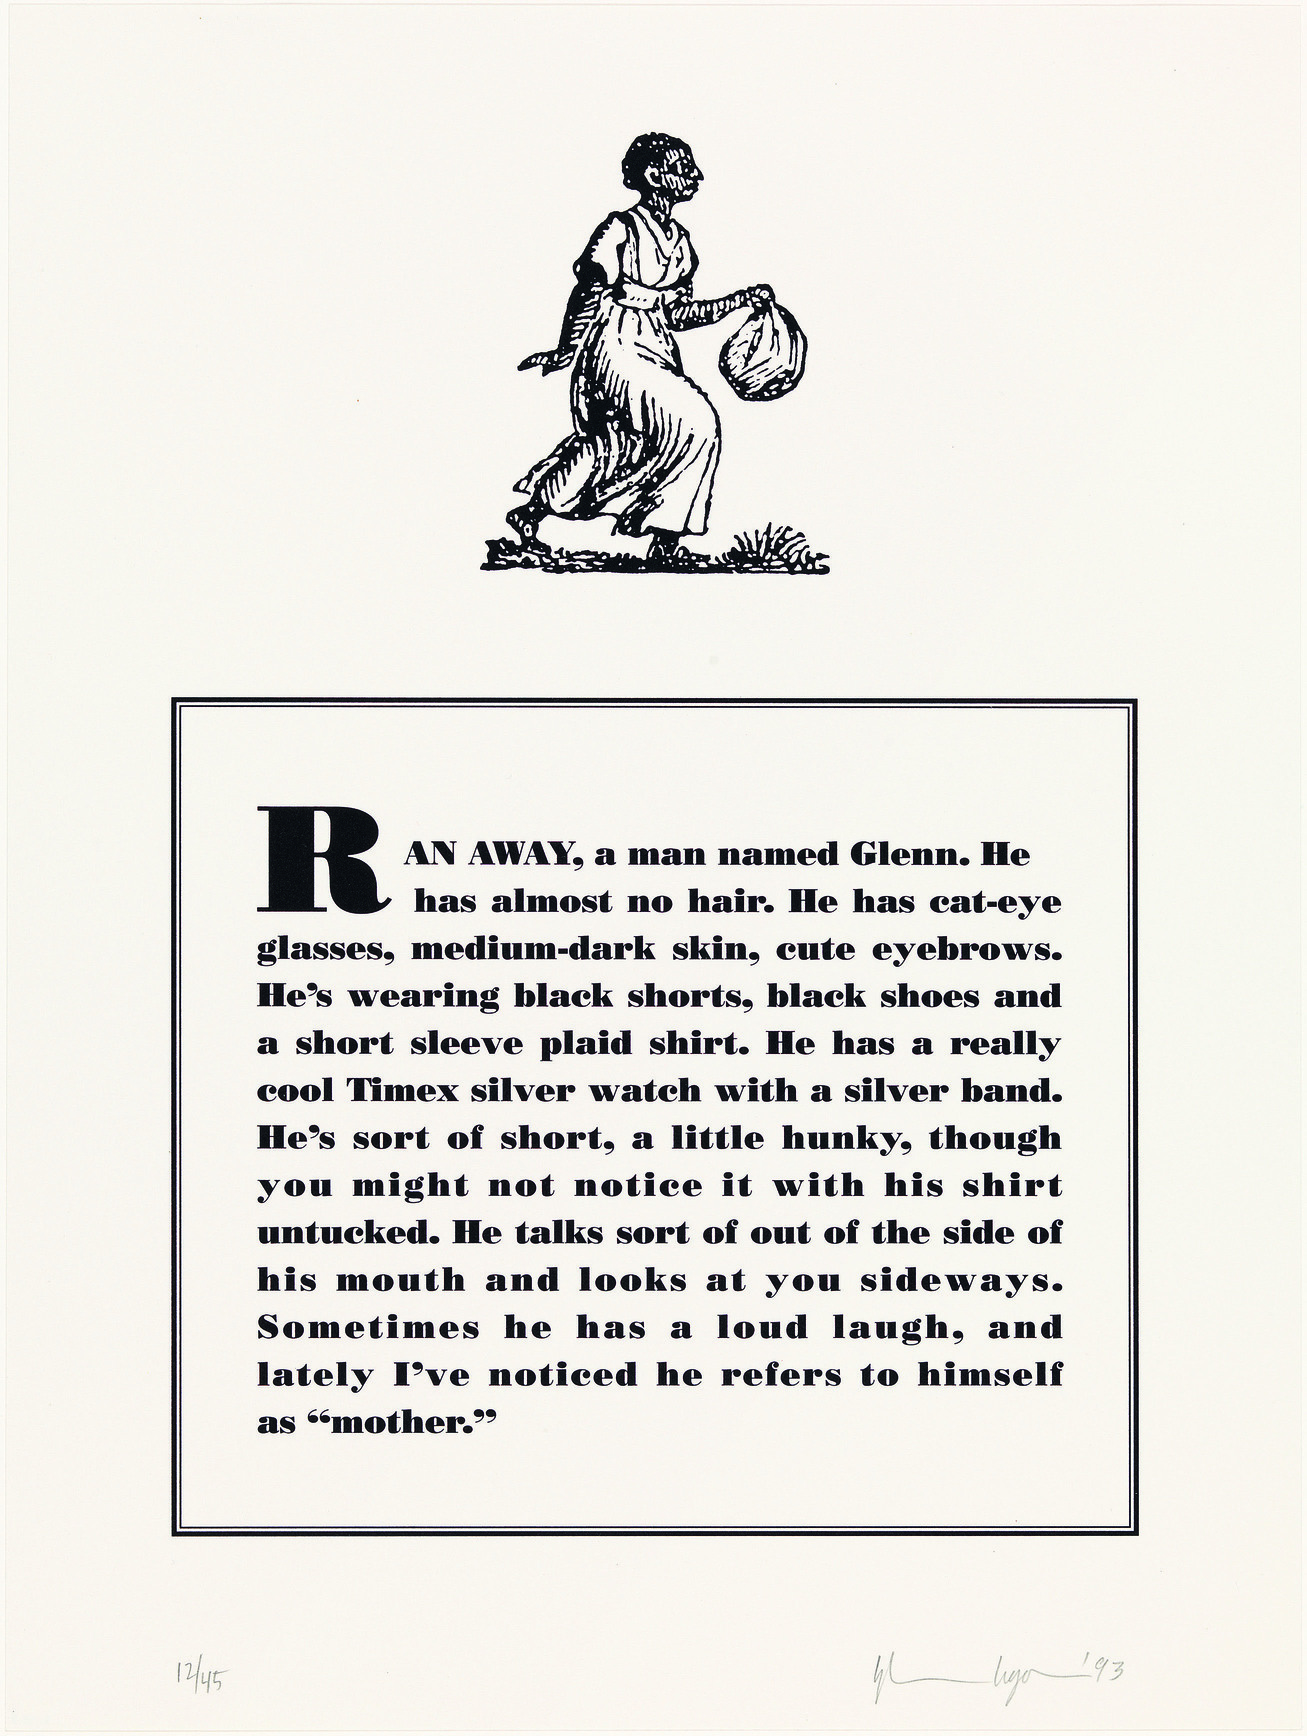 RAN AWAY, a man named Glenn. He
has almost no hair. He has cat-eye
glasses, medium-dark skin, cute eyebrows.
He’s wearing black shorts, black shoes and
a short sleeve plaid shirt. He has a really
cool Timex silver watch with a silver band.
He’s sort of short, a little hunky, though
you might not notice it with his shirt
untucked. He talks sort of out of the side of
his mouth and looks at you sideways.
Sometimes he has a loud laugh, and
lately I’ve noticed he refers to himself
as “mother.”
12/45
'93